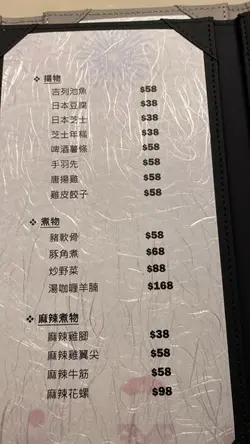 ❖ 揚物
吉列池魚 $58
日本豆腐 $38
日本芝士 $38
芝士年糕 $38
啤酒薯條 $58
手羽先 $58
唐揚雞 $58
雞皮餃子 $58
❖ 煮物
豬軟骨 $58
豚角煮 $68
炒野菜 $88
湯咖喱羊腩 $168
❖ 麻辣煮物
麻辣雞腳 $38
麻辣雞翼尖 $58
麻辣牛筋 $58
麻辣花螺 $98